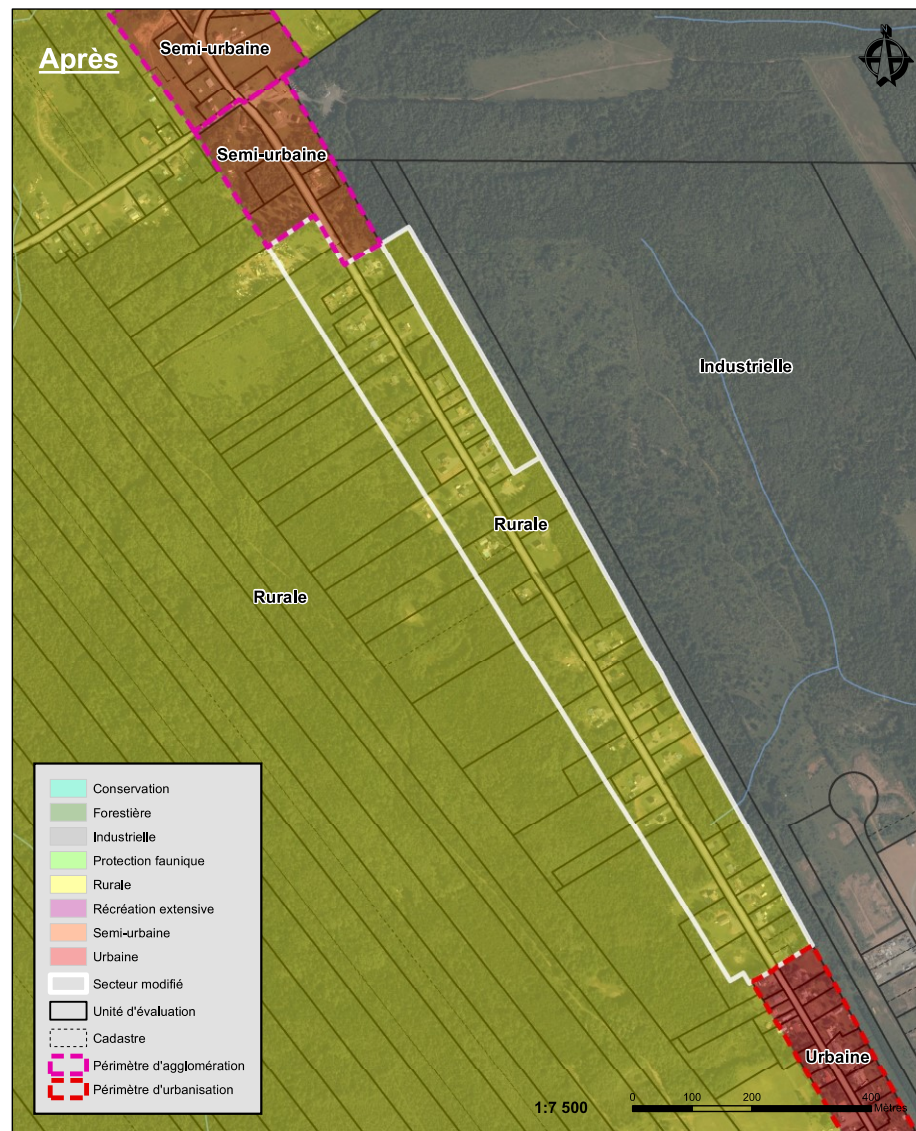 Après
Semi-urbaine
N
Semi-urbaine
Industrielle
Rurale
Rurale
Conservation
Forestière
Industrielle
Protection faunique
Rurale
Récréation extensive
Semi-urbaine
Urbaine
Secteur modifié
Unité d'évaluation
Cadastre
Périmètre d'agglomération
Périmètre d'urbanisation
Urbaine
1:7 500
0 100 200 400
Mètres